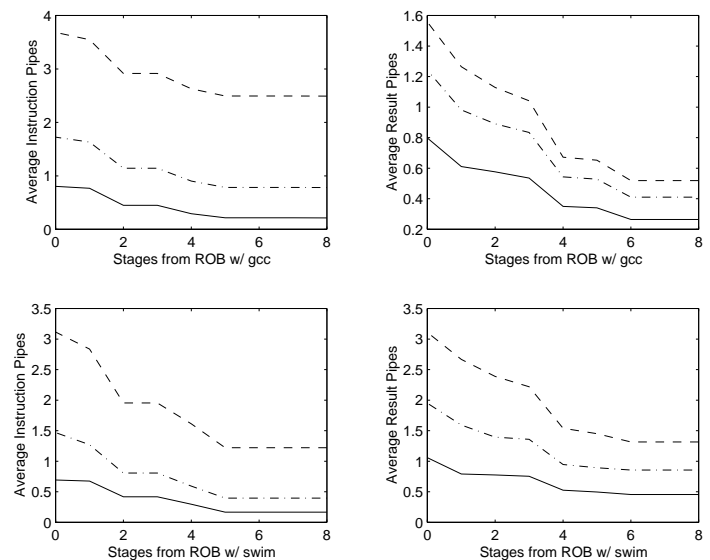 Average Instruction Pipes
4
3
2
1
0
0 2 4 6 8
Stages from ROB w/ gcc
Average Result Pipes
1.6
1.4
1.2
1
0.8
0.6
0.4
0.2
0 2 4 6 8
Stages from ROB w/ gcc
Average Instruction Pipes
3.5
3
2.5
2
1.5
1
0.5
0
0 2 4 6 8
Stages from ROB w/ swim
Average Result Pipes
3.5
3
2.5
2
1.5
1
0.5
0
0 2 4 6 8
Stages from ROB w/ swim